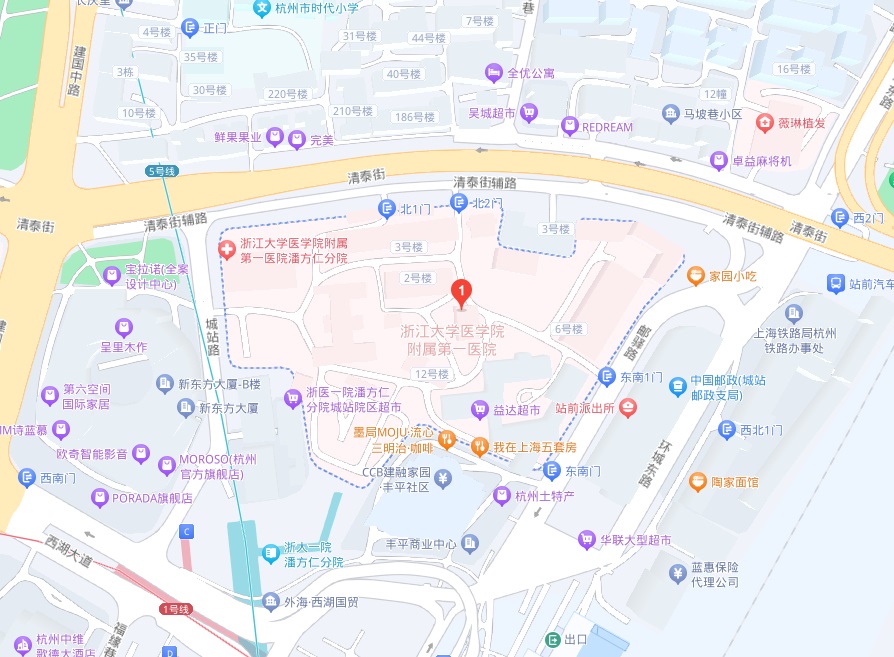 杭州市时代小学
巷
正门
4号楼
31号楼
44号楼
7号楼
建国中路
35号楼
3栋
40号楼
全优公寓
16号楼
30号楼
220号楼
12幢
东路
10号楼
210号楼
186号楼
吴城超市
马坡巷小区
薇琳植发
鲜果果业
完美
REDREAM
卓益麻将机
5号线
清泰街
清泰街辅路
清泰街
清泰街辅路
北1门
北2门
西2门
3号楼
清泰街辅路
清泰街
浙江大学医学院附属
第一医院潘方仁分院
3号楼
宝拉诺(全案
设计中心)
2号楼
家园小吃
站前汽车
1
城站路
呈里木作
浙江大学医学院
附属第一医院
6号楼
邮驿路
上海铁路局杭州
铁路办事处
12号楼
新东方大厦-B楼
东南1门
中国邮政(城站
邮政支局)
第六空间
国际家居
新东方大厦
浙医一院潘方仁
分院城站院区超市
益达超市
站前派出所
IM诗蓝慕
墨局MOJU·流心
三明治·咖啡
我在上海五套房
西北1门
欧奇智能影音
MOROSO(杭州
官方旗舰店)
CCB建融家园
·丰平社区
东南门
环城东路
西南门
PORADA旗舰店
杭州土特产
陶家面馆
C
西湖大道
浙大一院
潘方仁分院
丰平商业中心
华联大型超市
蓝惠保险
代理公司
1号线
外海·西湖国贸
福缘巷
杭州中维
歌德大酒店
D
出口